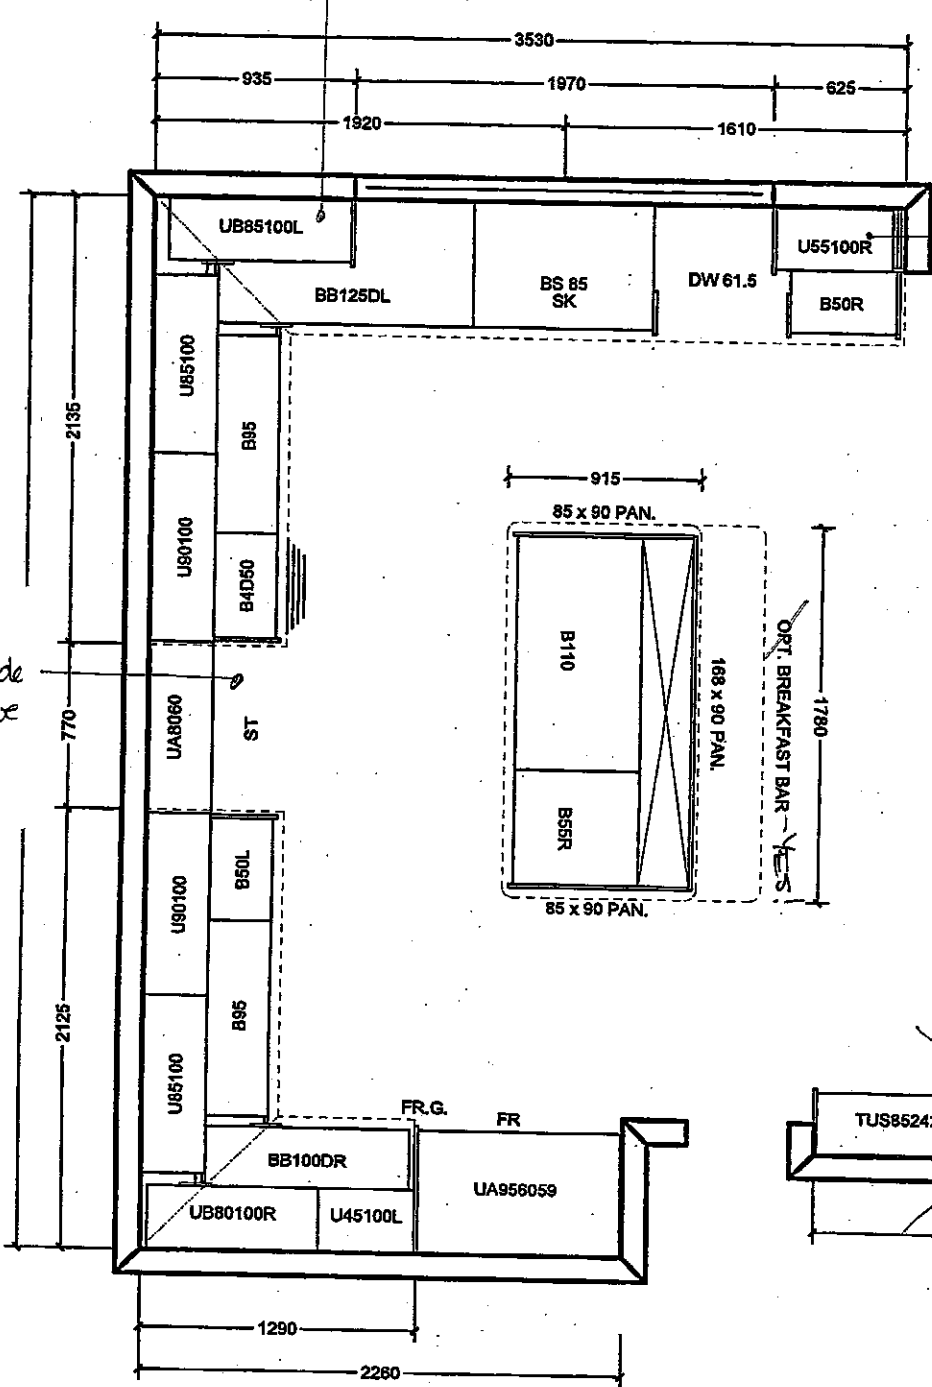 3530
935
1970
625
1920
1610
UB85100L
U55100R
BB125DL
BS 85
SK
DW 61.5
B50R
U85100
B95
2135
915
85 x 90 PAN.
U90100
B4D50
B110
168 x 90 PAN.
OPT. BREAKFAST BAR - YES.
1780
de
770
UA8060
ST
B55R
85 x 90 PAN.
U90100
B50L
2125
U85100
B95
FR.G.
FR
BB100DR
UA956059
UB80100R
U45100L
TUS8524
1290
2260